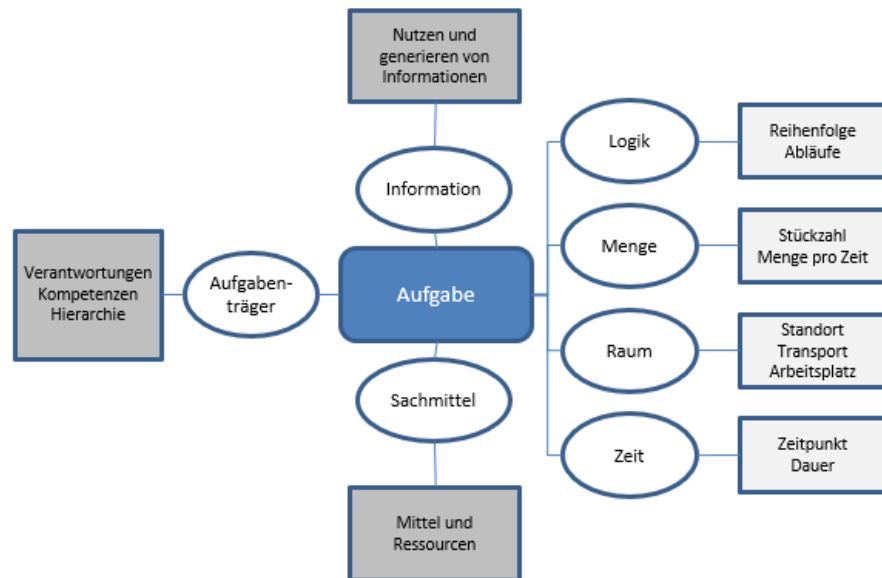 Nutzen und
generieren von
Informationen
Information
Verantwortungen
Kompetenzen
Hierarchie
Aufgaben-
träger
Aufgabe
Sachmittel
Mittel und
Ressourcen
Logik
Reihenfolge
Abläufe
Menge
Stückzahl
Menge pro Zeit
Raum
Standort
Transport
Arbeitsplatz
Zeit
Zeitpunkt
Dauer